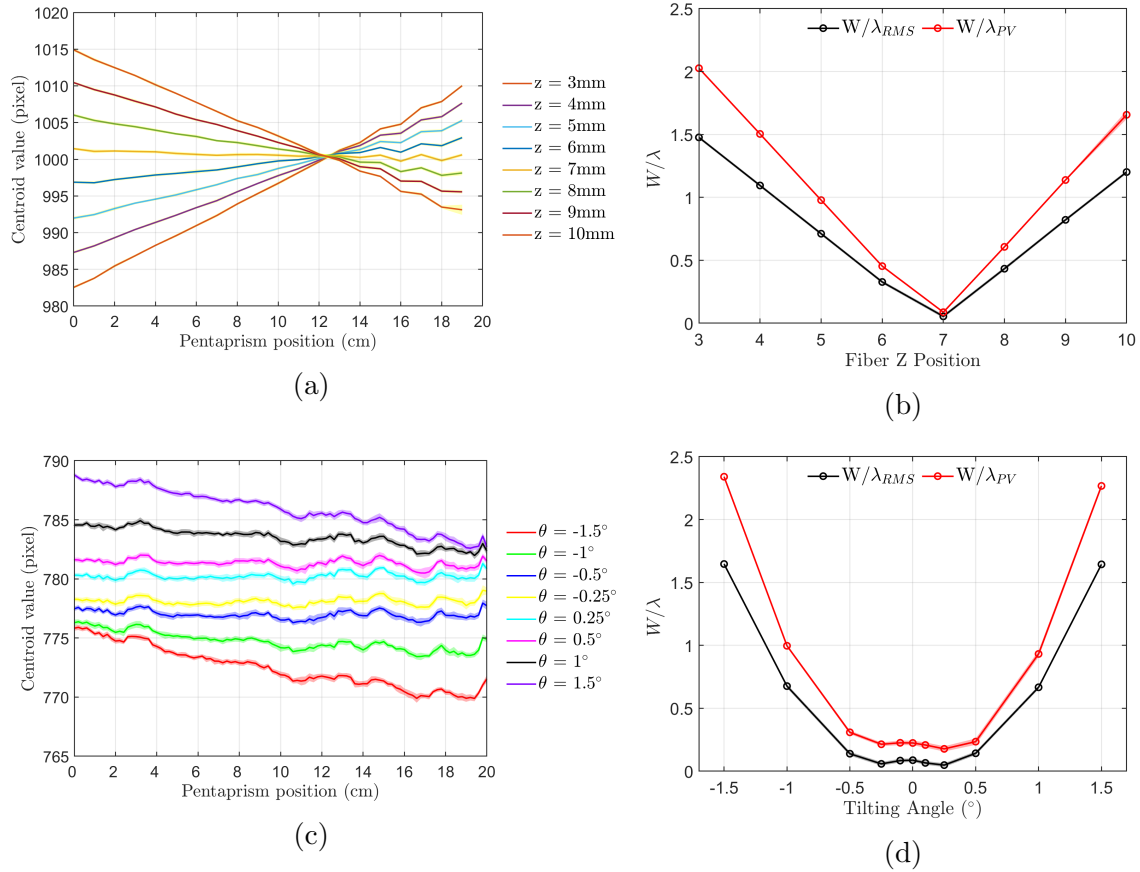 1020
1015
1010
1005
1000
995
990
985
980
0 2 4 6 8 10 12 14 16 18 20
Centroid value (pixel)
Pentaprism position (cm)
z = 3mm
z = 4mm
z = 5mm
z = 6mm
z = 7mm
z = 8mm
z = 9mm
z = 10mm
(a)
2.5
2
1.5
1
0.5
0
3 4 5 6 7 8 9 10
W/λ
W/λRMS W/λPV
Fiber Z Position
(b)
790
785
780
775
770
765
0 2 4 6 8 10 12 14 16 18 20
Centroid value (pixel)
Pentaprism position (cm)
θ = -1.5°
θ = -1°
θ = -0.5°
θ = -0.25°
θ = 0.25°
θ = 0.5°
θ = 1°
θ = 1.5°
(c)
2.5
2
1.5
1
0.5
0
-1.5 -1 -0.5 0 0.5 1 1.5
W/λ
W/λRMS W/λPV
Tilting Angle (°)
(d)